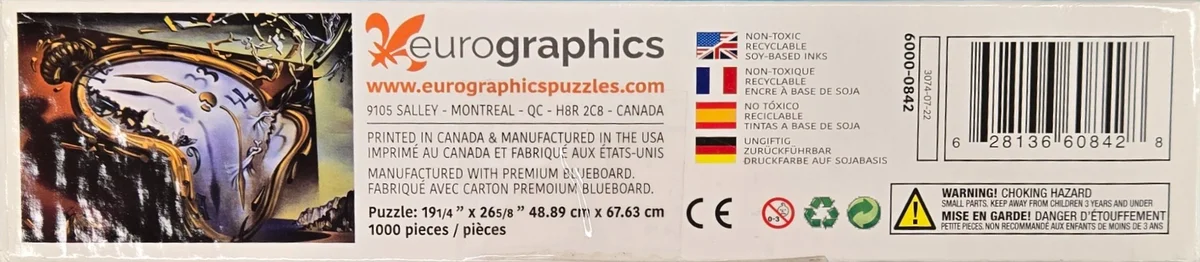 eurographics
www.eurographicspuzzles.com
9105 SALLEY - MONTREAL - QC - H8R 2C8 - CANADA
PRINTED IN CANADA & MANUFACTURED IN THE USA
IMPRIMÉ AU CANADA ET FABRIQUÉ AUX ÉTATS-UNIS
MANUFACTURED WITH PREMIUM BLUEBOARD.
FABRIQUÉ AVEC CARTON PREMOIUM BLUEBOARD.
Puzzle: 19 1/4 " x 26 5/8 " 48.89 cm x 67.63 cm
1000 pieces / pièces
NON-TOXIC
RECYCLABLE
SOY-BASED INKS
NON-TOXIQUE
RECYCLABLE
ENCRE À BASE DE SOJA
NO TÓXICO
RECICLABLE
TINTAS A BASE DE SOJA
UNGIFTIG
ZURÜCKFÜHRBAR
DRUCKFARBE AUF SOJABASIS
CE
0-3
6000-0842
3074-07-22
6 28136 60842 8
WARNING! CHOKING HAZARD
SMALL PARTS. KEEP AWAY FROM CHILDREN 3 YEARS AND UNDER
MISE EN GARDE! DANGER D'ÉTOUFFEMENT
PETITE PIECES. NON RECOMMANDÉ AUX ENFANTS DE MOINS DE 3 ANS